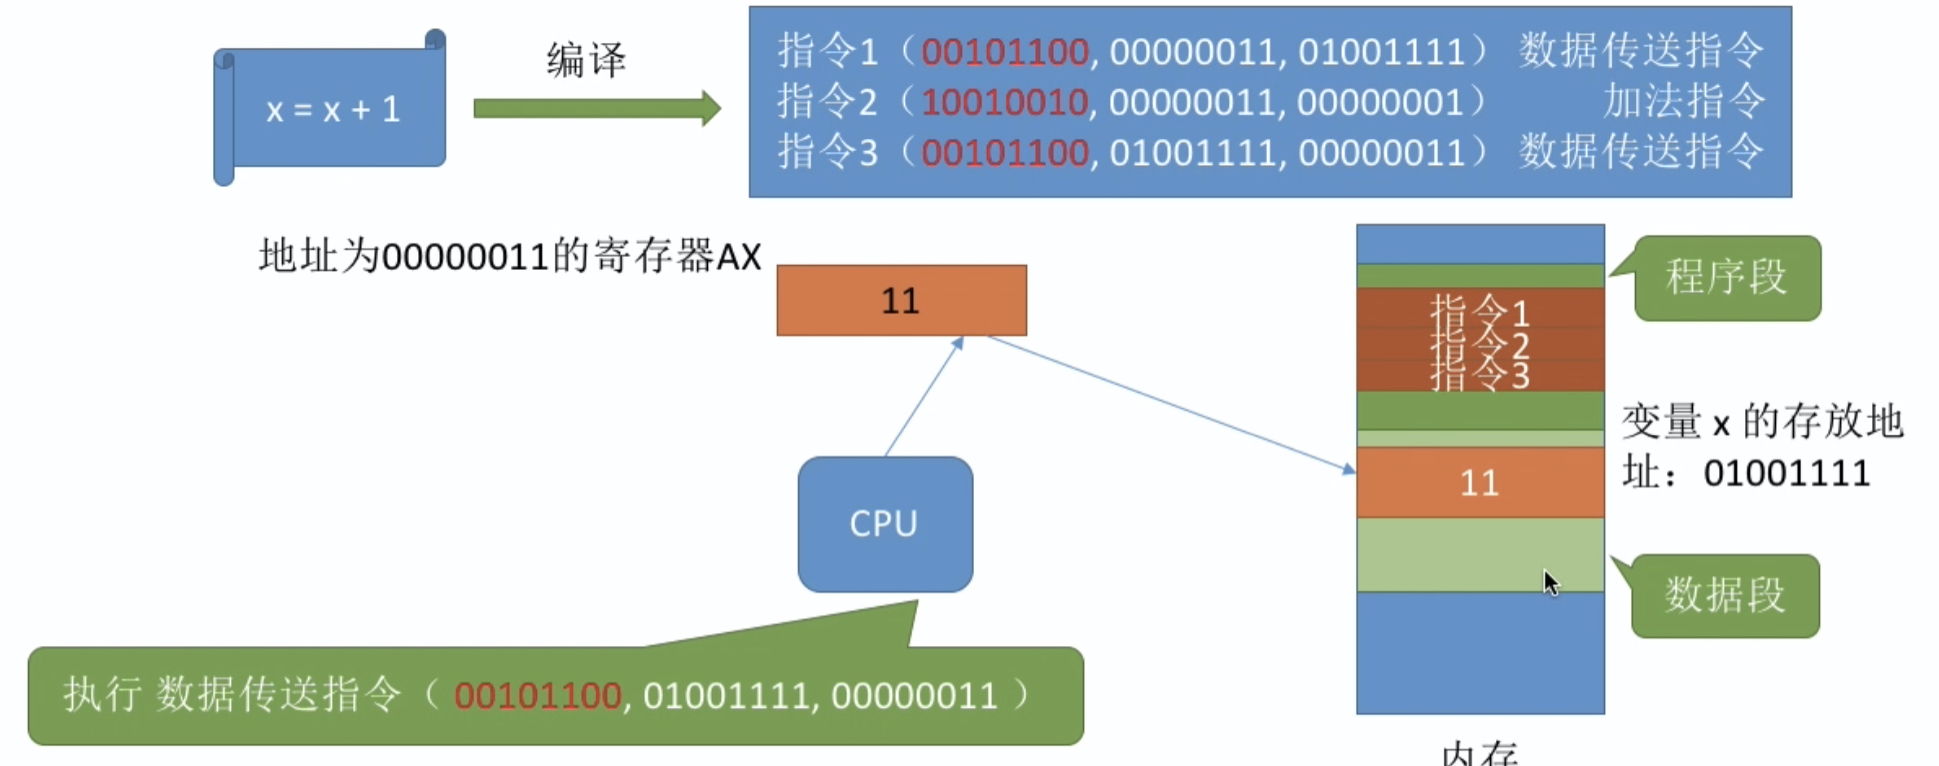 x = x + 1
编译
指令1（00101100, 00000011, 01001111） 数据传送指令
指令2（10010010, 00000011, 00000001） 加法指令
指令3（00101100, 01001111, 00000011） 数据传送指令
地址为00000011的寄存器AX
11
程序段
指令1
指令2
指令3
变量 x 的存放地
址：01001111
11
CPU
数据段
执行 数据传送指令（ 00101100, 01001111, 00000011 ）
内存